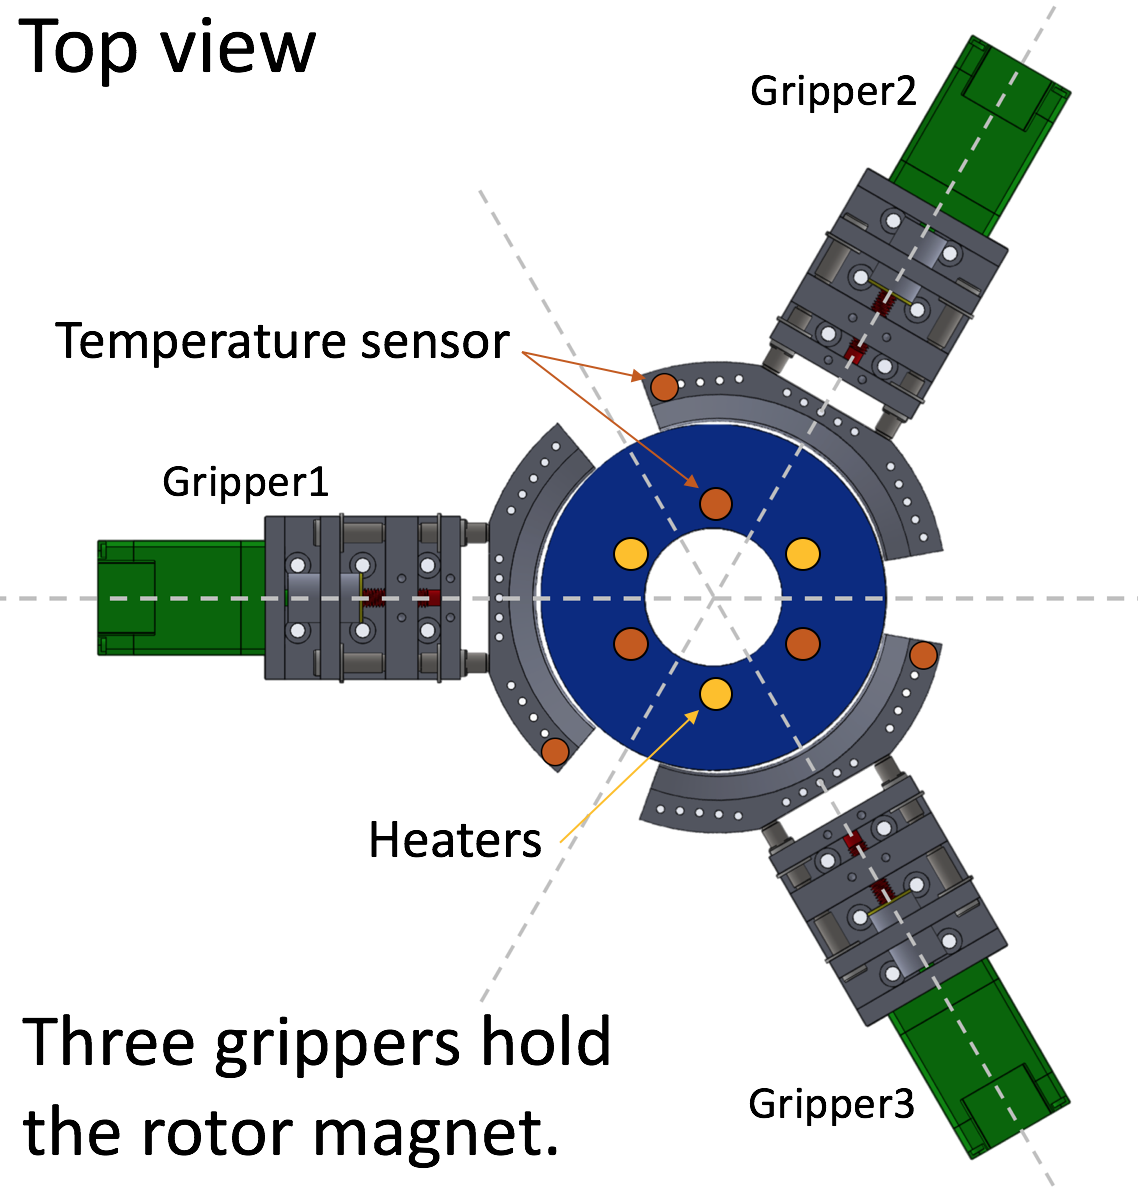 Top view
Gripper2
Temperature sensor
Gripper1
Heaters
Three grippers hold
the rotor magnet.
Gripper3